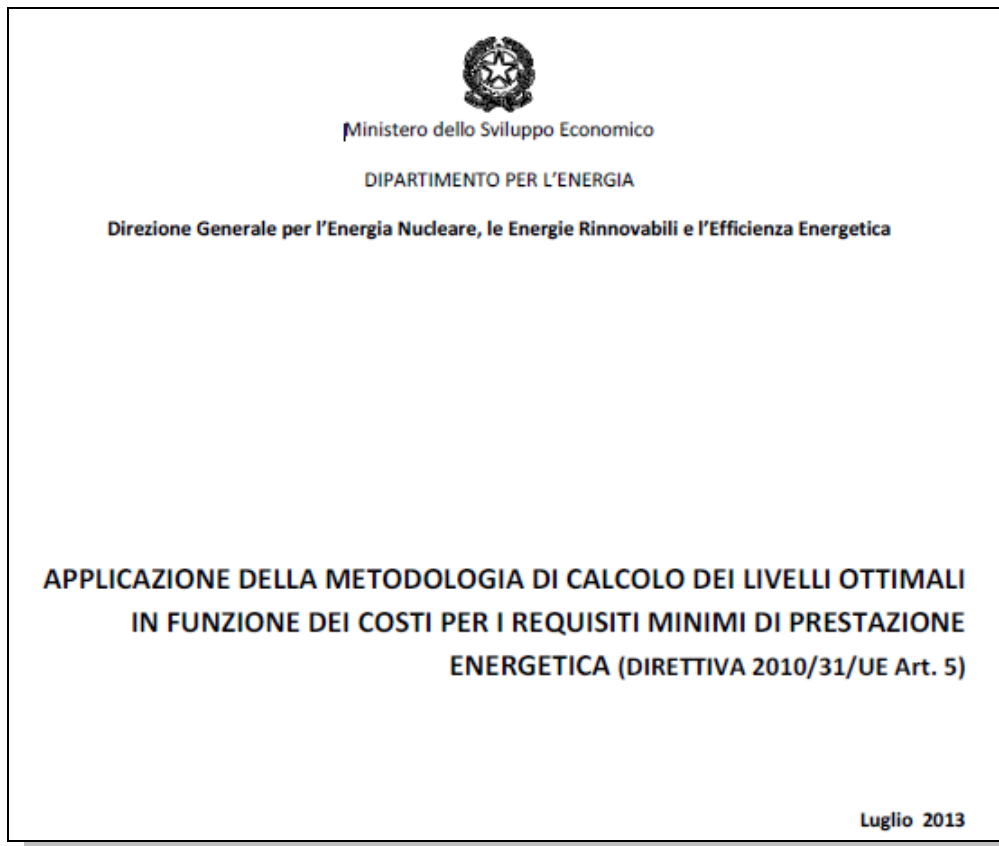 Ministero dello Sviluppo Economico
DIPARTIMENTO PER L'ENERGIA
Direzione Generale per l'Energia Nucleare, le Energie Rinnovabili e l'Efficienza Energetica
APPLICAZIONE DELLA METODOLOGIA DI CALCOLO DEI LIVELLI OTTIMALI
IN FUNZIONE DEI COSTI PER I REQUISITI MINIMI DI PRESTAZIONE
ENERGETICA (DIRETTIVA 2010/31/UE Art. 5)
Luglio 2013